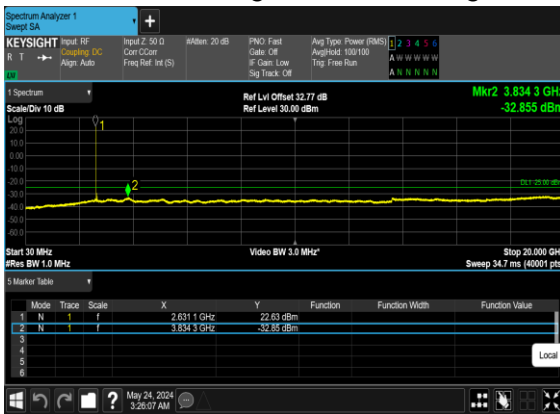 Spectrum Analyzer 1
Swept SA
+
KEYSIGHT Input: RF Input Z: 50 Ω #Atten: 20 dB PNO: Fast Avg Type: Power (RMS) 1 2 3 4 5 6
R T Coupling: DC Corr CCorr Gate: Off Avg|Hold: 100/100 A W W W W W
Align: Auto Freq Ref: Int (S) IF Gain: Low Trig: Free Run
LV Sig Track: Off A N N N N N
1 Spectrum Ref Lvl Offset 32.77 dB Mkr2 3.834 3 GHz
Scale/Div 10 dB Ref Level 30.00 dBm -32.855 dBm
Log
20.0
10.0
0.00
-10.0
-20.0
-30.0
-40.0
-50.0
-60.0
1
2
Start 30 MHz Video BW 3.0 MHz* Stop 20.000 GH
#Res BW 1.0 MHz Sweep 34.7 ms (40001 pts
5 Marker Table
Mode Trace Scale X Y Function Function Width Function Value
1 N 1 f 2.631 1 GHz 22.63 dBm
2 N 1 f 3.834 3 GHz -32.85 dBm
3
4
5
6
Local
? May 24, 2024
3:26:07 AM